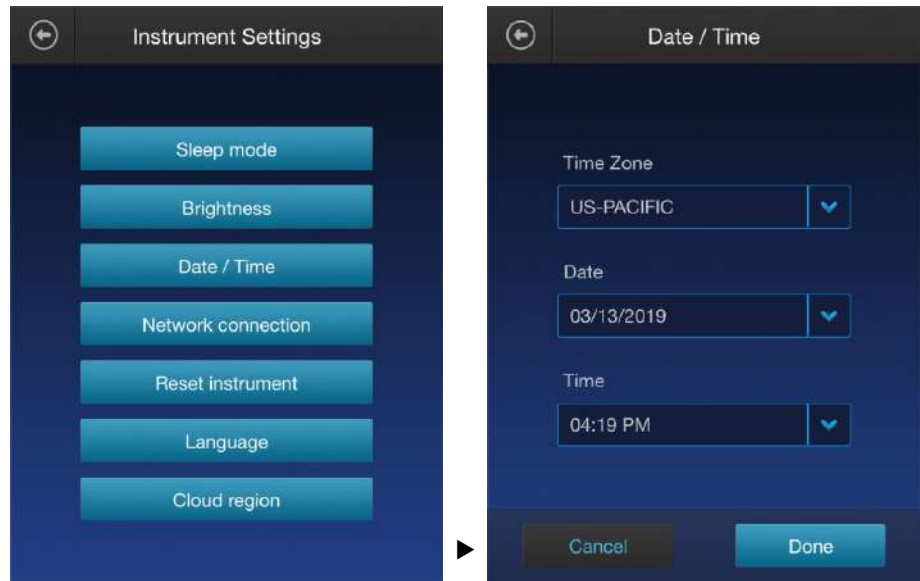 Instrument Settings
Sleep mode
Brightness
Date / Time
Network connection
Reset instrument
Language
Cloud region
Date / Time
Time Zone
US-PACIFIC
Date
03/13/2019
Time
04:19 PM
Cancel
Done